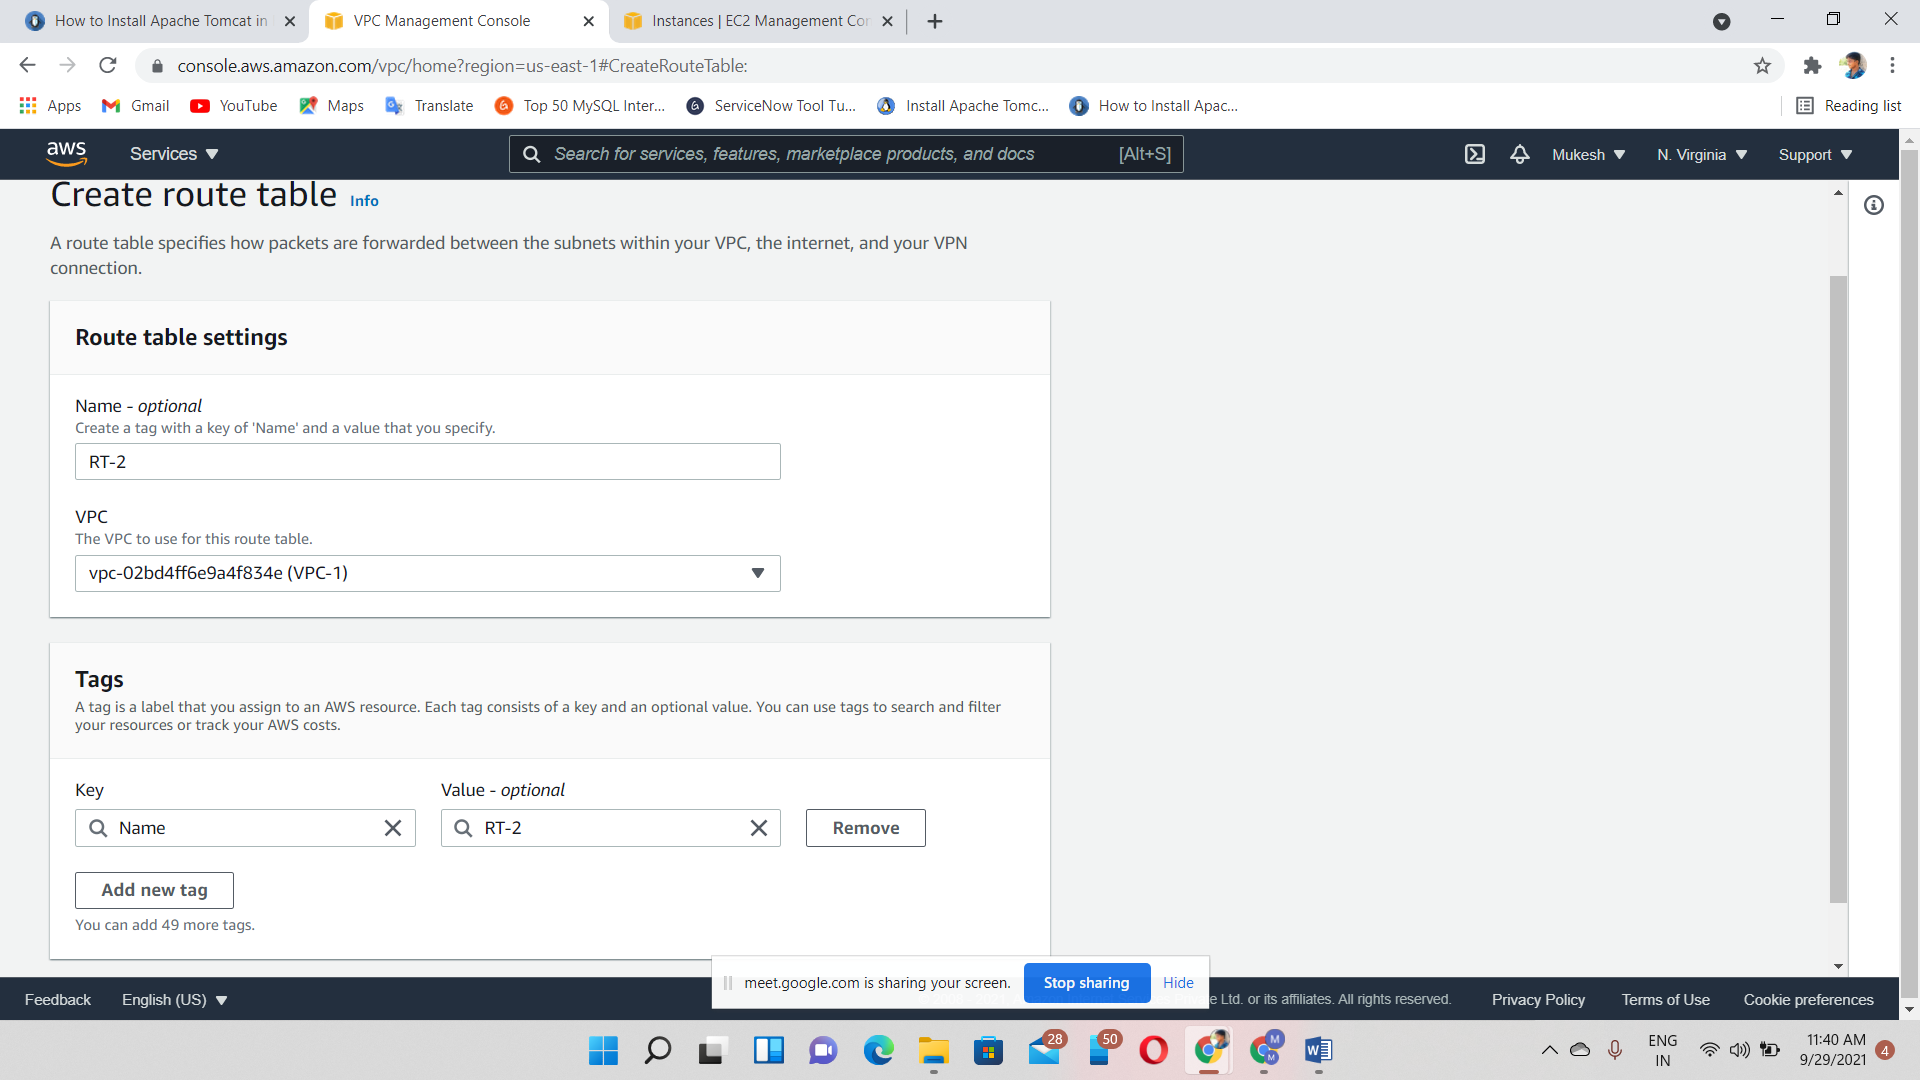 How to Install Apache Tomcat in
VPC Management Console
Instances | EC2 Management Con
console.aws.amazon.com/vpc/home?region=us-east-1#CreateRouteTable:
Apps
Gmail
YouTube
Maps
Translate
Top 50 MySQL Inter...
ServiceNow Tool Tu...
Install Apache Tomc...
How to Install Apac...
Reading list
aws
Services
Search for services, features, marketplace products, and docs
[Alt+S]
Mukesh
N. Virginia
Support
Create route table Info
A route table specifies how packets are forwarded between the subnets within your VPC, the internet, and your VPN
connection.
Route table settings
Name - optional
Create a tag with a key of 'Name' and a value that you specify.
RT-2
VPC
The VPC to use for this route table.
vpc-02bd4ff6e9a4f834e (VPC-1)
Tags
A tag is a label that you assign to an AWS resource. Each tag consists of a key and an optional value. You can use tags to search and filter
your resources or track your AWS costs.
Key
Value - optional
Name
RT-2
Remove
Add new tag
You can add 49 more tags.
meet.google.com is sharing your screen.
Stop sharing
Hide
Feedback
English (US)
Ltd. or its affiliates. All rights reserved.
Privacy Policy
Terms of Use
Cookie preferences
28
50
M
M
ENG
IN
11:40 AM
9/29/2021
4